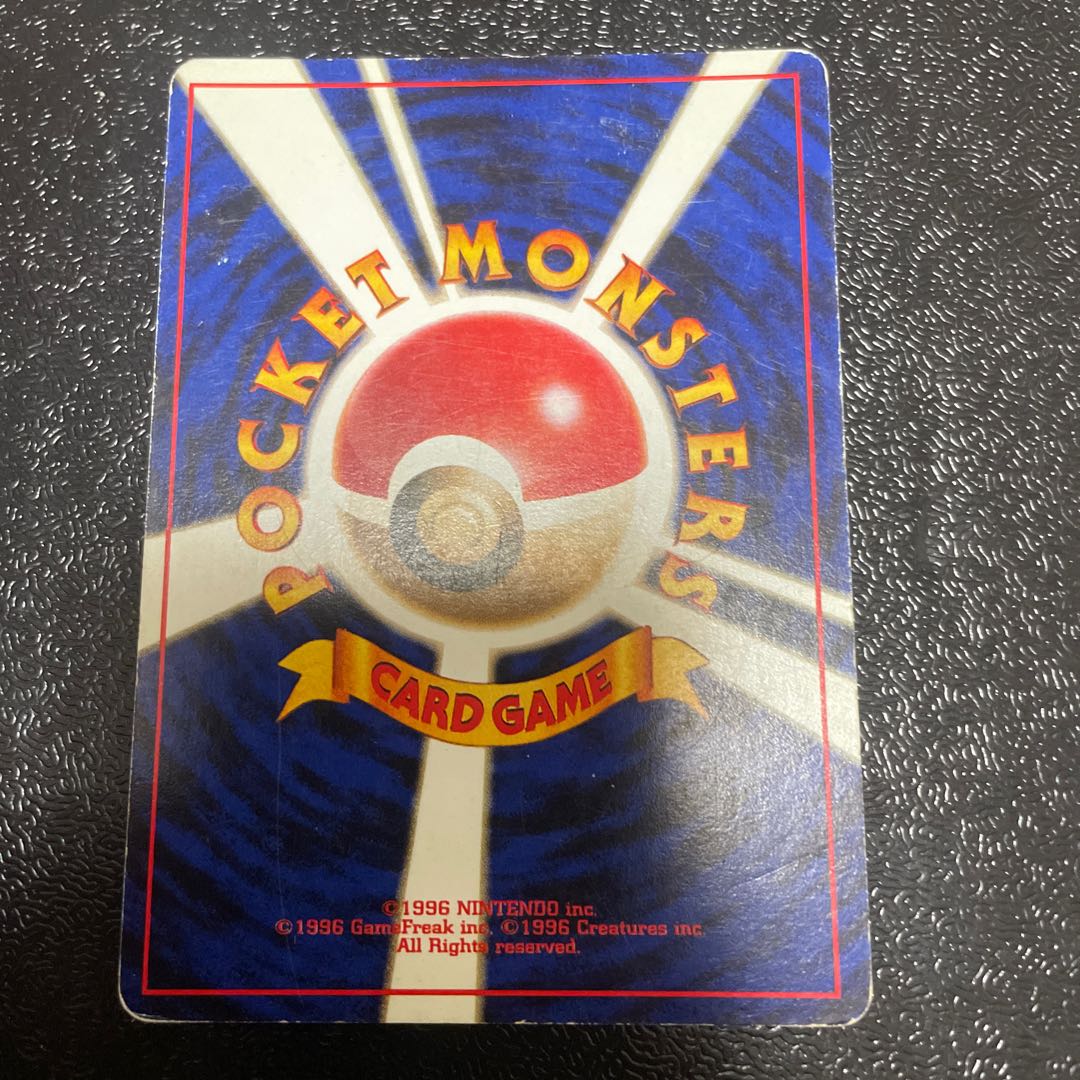 POCKET MONSTERS
CARD GAME
©1996 NINTENDO inc.
©1996 GameFreak inc. ©1996 Creatures inc.
All Rights reserved.